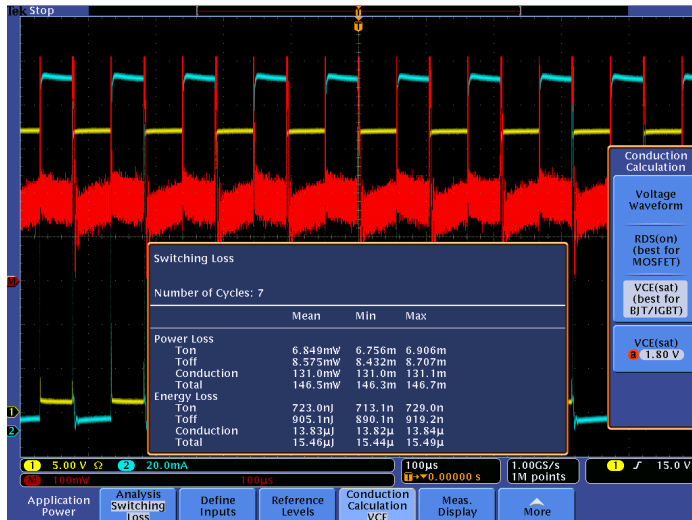 Tek Stop
T
T
Conduction
Calculation
Voltage
Waveform
RDS(on)
(best for
MOSFET)
VCE(sat)
(best for
BJT/IGBT)
VCE(sat)
a 1.80 V
M
1
2
Switching Loss
Number of Cycles: 7
Mean Min Max
Power Loss
Ton 6.849mW 6.756m 6.906m
Toff 8.575mW 8.432m 8.707m
Conduction 131.0mW 131.0m 131.1m
Total 146.5mW 146.3m 146.7m
Energy Loss
Ton 723.0nJ 713.1n 729.0n
Toff 905.1nJ 890.1n 919.2n
Conduction 13.83µJ 13.82µ 13.84µ
Total 15.46µJ 15.44µ 15.49µ
1 5.00 V Ω 2 20.0mA
M 100mW 100µs
100µs
T→▼0.00000 s
1.00GS/s
1M points
1 ʃ 15.0 V
Application
Power
Analysis
Switching
Loss
Define
Inputs
Reference
Levels
Conduction
Calculation
VCE
Meas.
Display
More